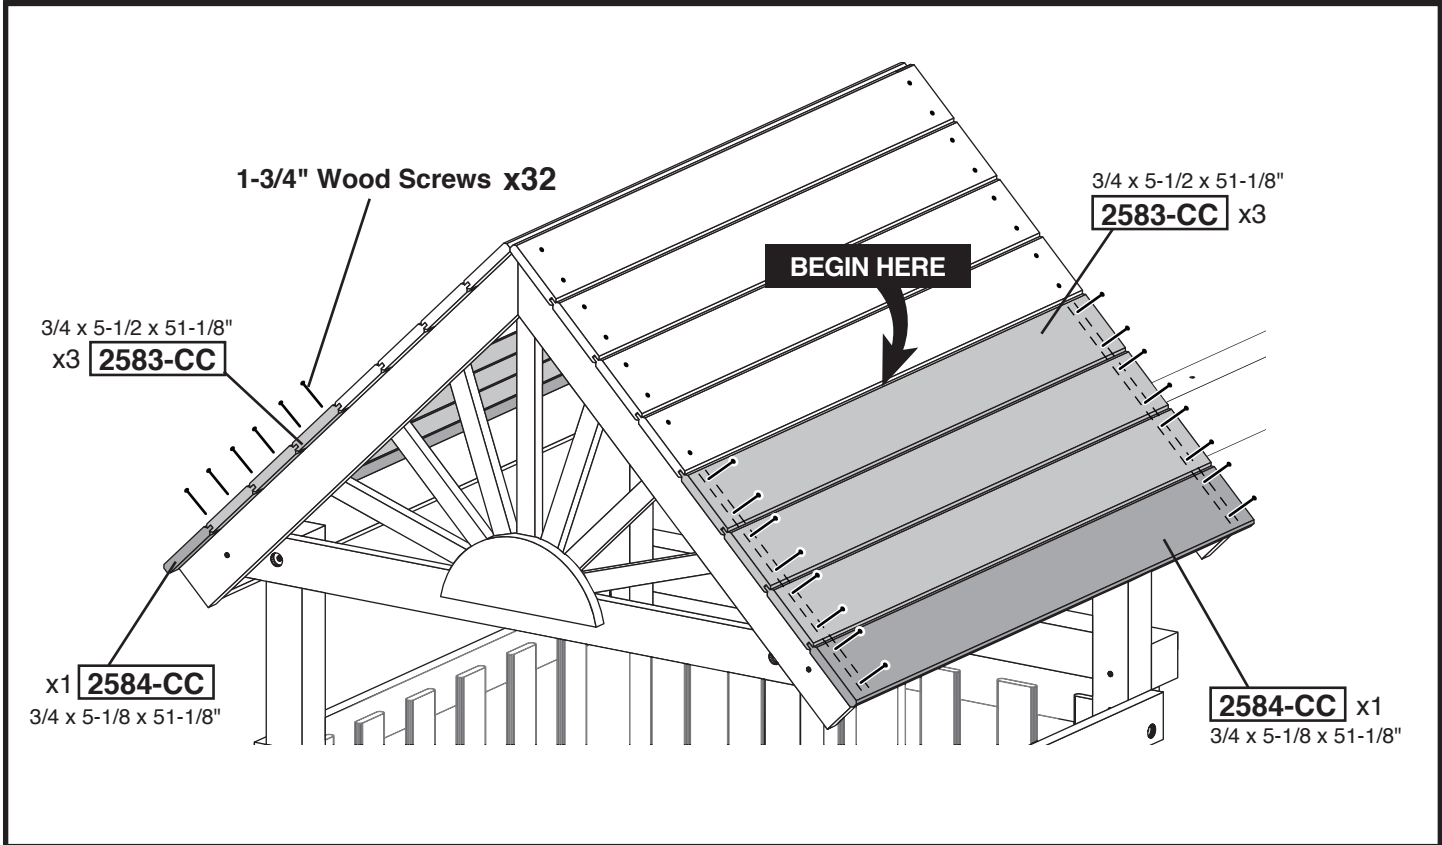 1-3/4" Wood Screws x32
3/4 x 5-1/2 x 51-1/8"
2583-CC x3
BEGIN HERE
3/4 x 5-1/2 x 51-1/8"
x3 2583-CC
x1 2584-CC
3/4 x 5-1/8 x 51-1/8"
2584-CC x1
3/4 x 5-1/8 x 51-1/8"